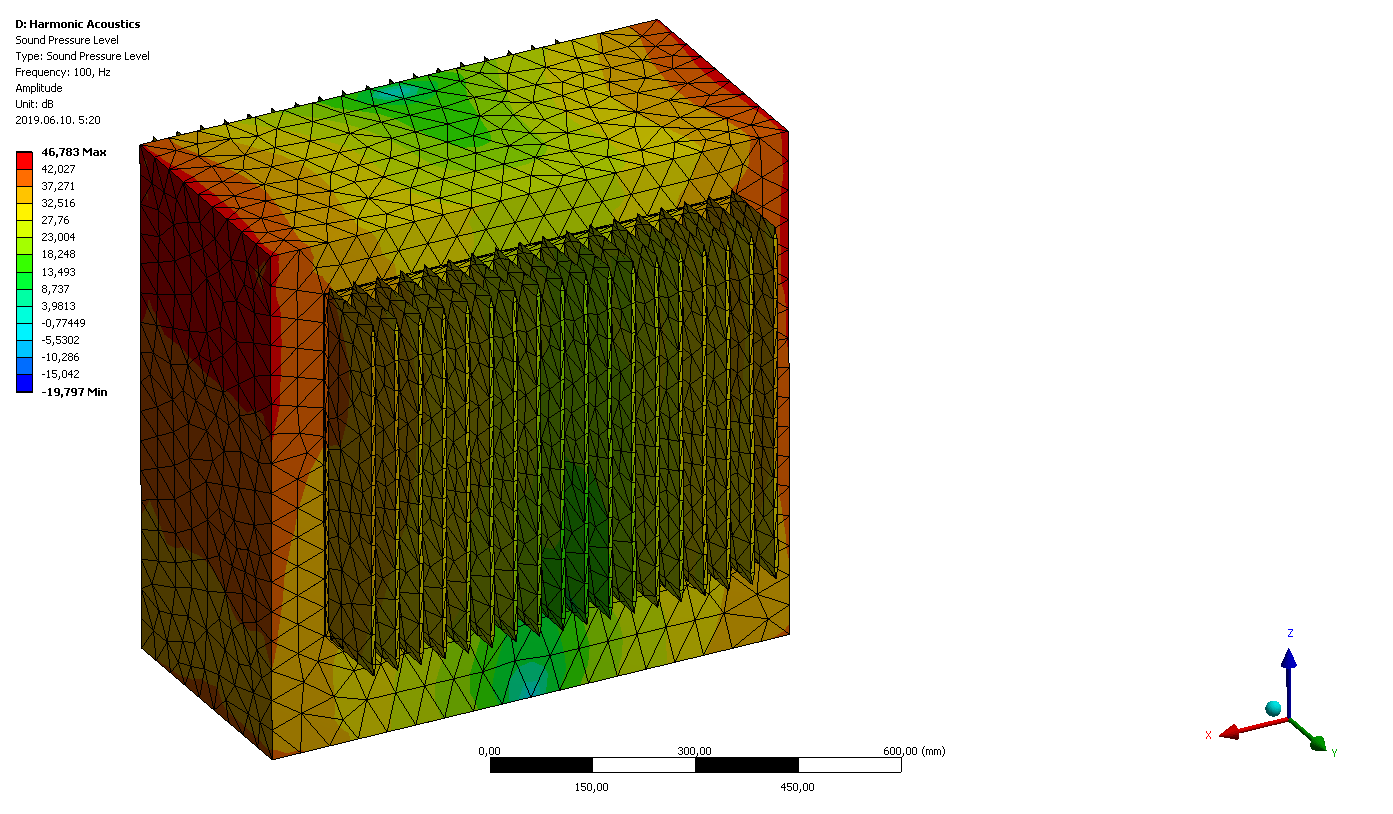 D: Harmonic Acoustics
Sound Pressure Level
Type: Sound Pressure Level
Frequency: 100, Hz
Amplitude
Unit: dB
2019.06.10. 5:20
46,783 Max
42,027
37,271
32,516
27,76
23,004
18,248
13,493
8,737
3,9813
-0,77449
-5,5302
-10,286
-15,042
-19,797 Min
0,00 300,00 600,00 (mm)
150,00 450,00
Z
X
Y